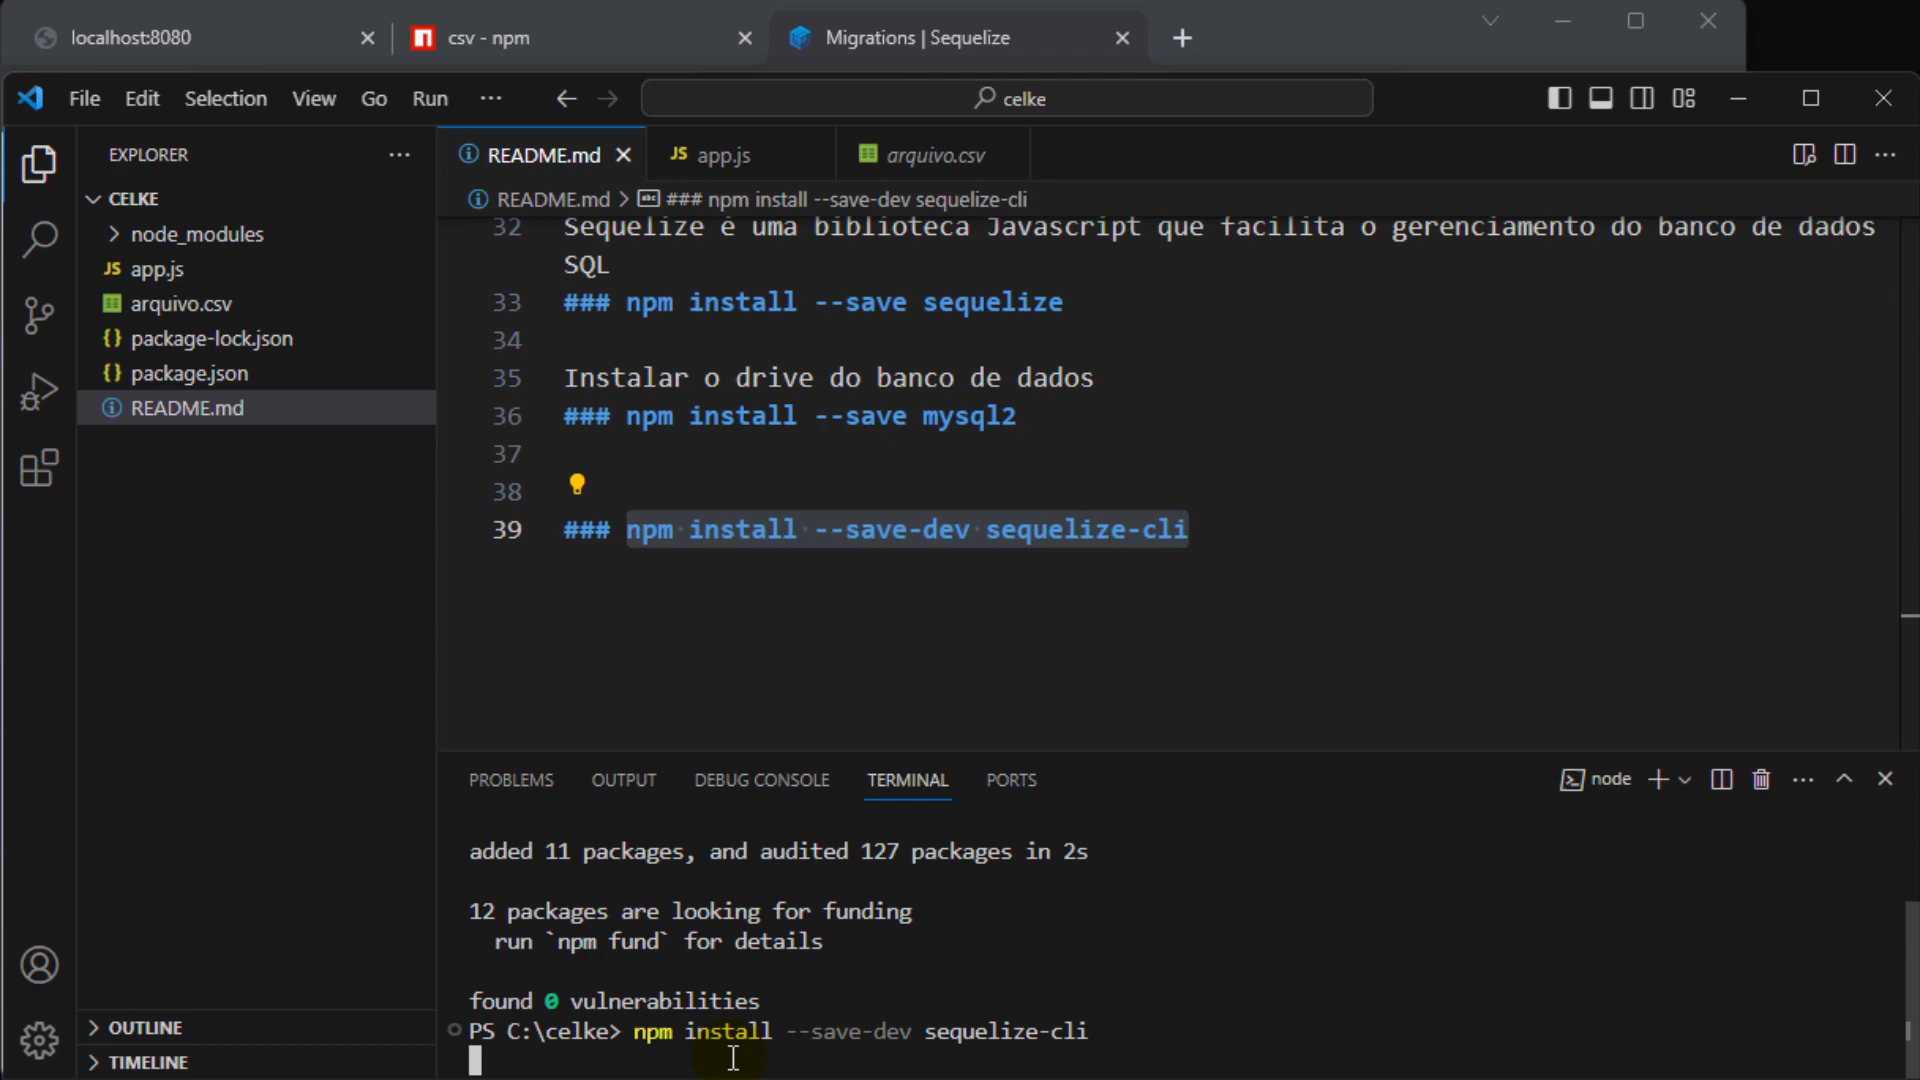 localhost:8080
csv - npm
Migrations | Sequelize
File Edit Selection View Go Run ···
celke
EXPLORER
README.md
JS app.js
arquivo.csv
README.md > ### npm install --save-dev sequelize-cli
CELKE
node_modules
JS app.js
arquivo.csv
{} package-lock.json
{} package.json
README.md
32 Sequelize é uma biblioteca Javascript que facilita o gerenciamento do banco de dados
SQL
33 ### npm install --save sequelize
34
35 Instalar o drive do banco de dados
36 ### npm install --save mysql2
37
38
39 ### npm install --save-dev sequelize-cli
PROBLEMS OUTPUT DEBUG CONSOLE TERMINAL PORTS
node
added 11 packages, and audited 127 packages in 2s
12 packages are looking for funding
run `npm fund` for details
found 0 vulnerabilities
PS C:\celke> npm install --save-dev sequelize-cli
OUTLINE
TIMELINE